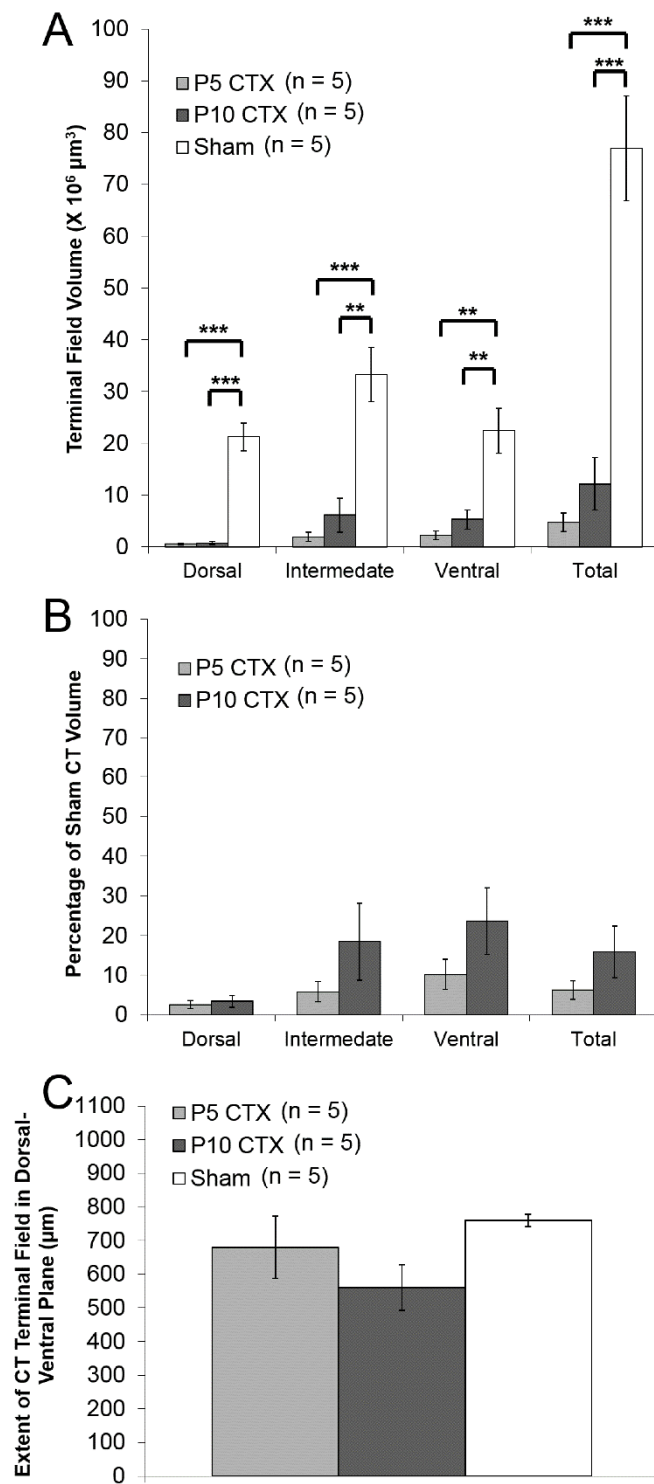 A
Terminal Field Volume (X 10⁶ µm³)
100
90
80
70
60
50
40
30
20
10
0
P5 CTX (n = 5)
P10 CTX (n = 5)
Sham (n = 5)
***
***
***
**
**
**
***
***
Dorsal Intermedate Ventral Total
B
Percentage of Sham CT Volume
100
90
80
70
60
50
40
30
20
10
0
P5 CTX (n = 5)
P10 CTX (n = 5)
Dorsal Intermedate Ventral Total
C
Extent of CT Terminal Field in Dorsal-
Ventral Plane (µm)
1100
1000
900
800
700
600
500
400
300
200
100
0
P5 CTX (n = 5)
P10 CTX (n = 5)
Sham (n = 5)